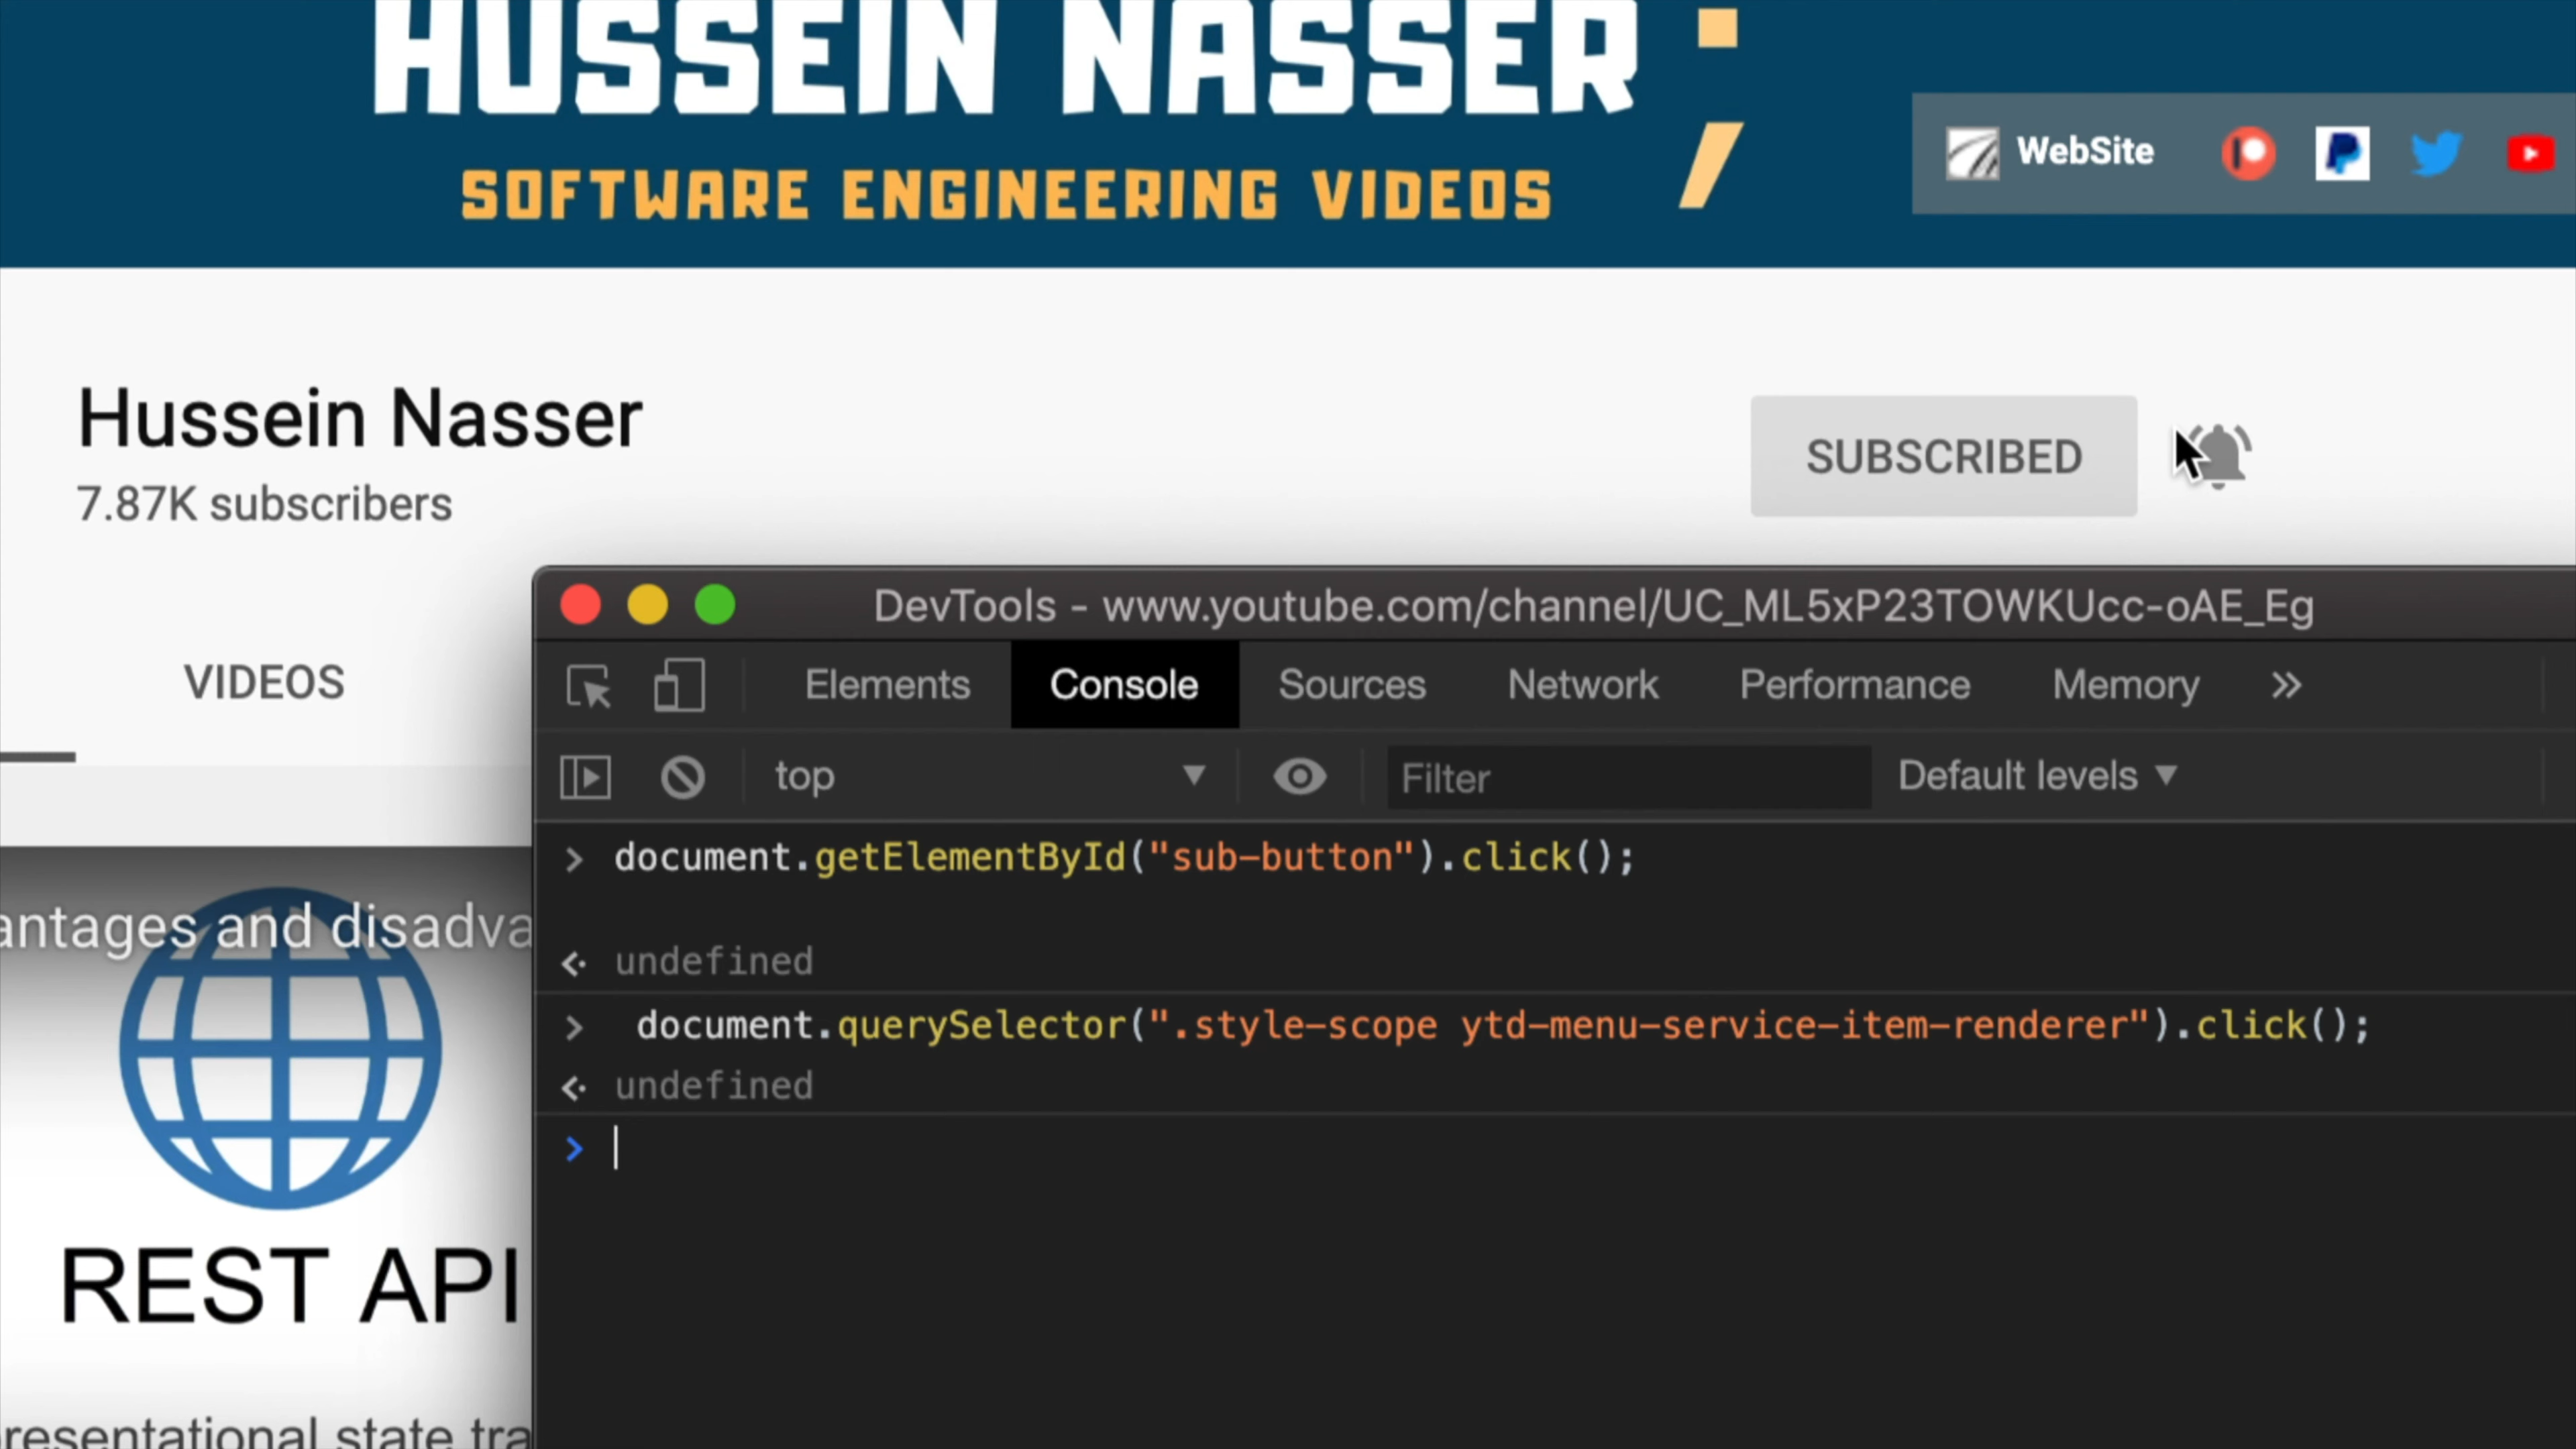 HUSSEIN NASSER ;
SOFTWARE ENGINEERING VIDEOS
WebSite
Hussein Nasser
SUBSCRIBED
7.87K subscribers
VIDEOS
DevTools - www.youtube.com/channel/UC_ML5xP23TOWKUcc-oAE_Eg
Elements Console Sources Network Performance Memory »
top ▼ Filter Default levels ▼
> document.getElementById("sub-button").click();
undefined
> document.querySelector(".style-scope ytd-menu-service-item-renderer").click();
undefined
>
antages and disadva
REST API
resentational state tra